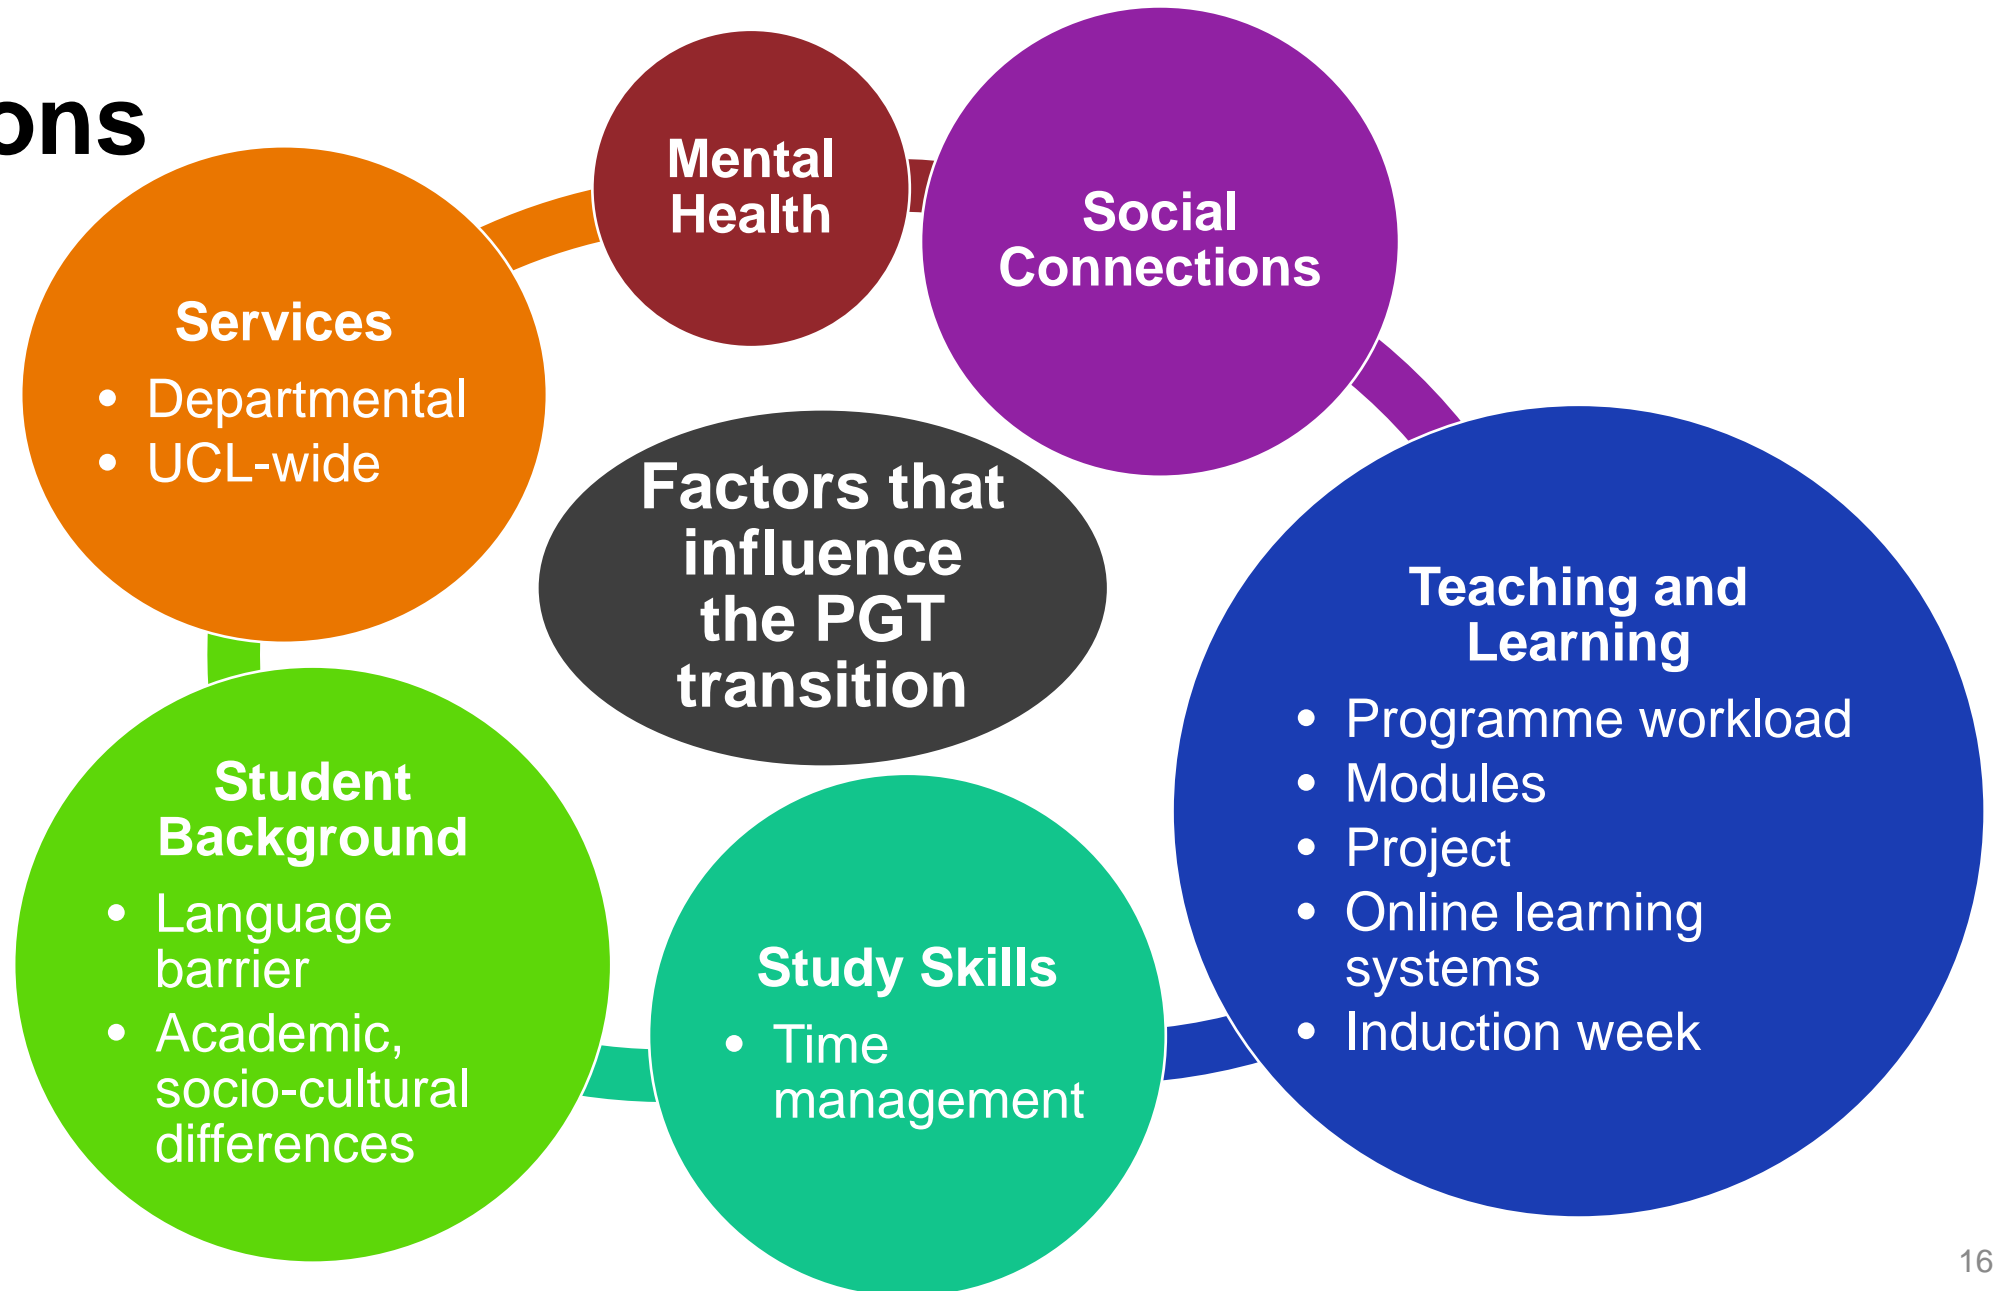 Mental
Health
Social
Connections
Services
• Departmental
• UCL-wide
Factors that
influence
the PGT
transition
Teaching and
Learning
• Programme workload
• Modules
• Project
• Online learning
systems
• Induction week
Student
Background
• Language
barrier
• Academic,
socio-cultural
differences
Study Skills
• Time
management
16